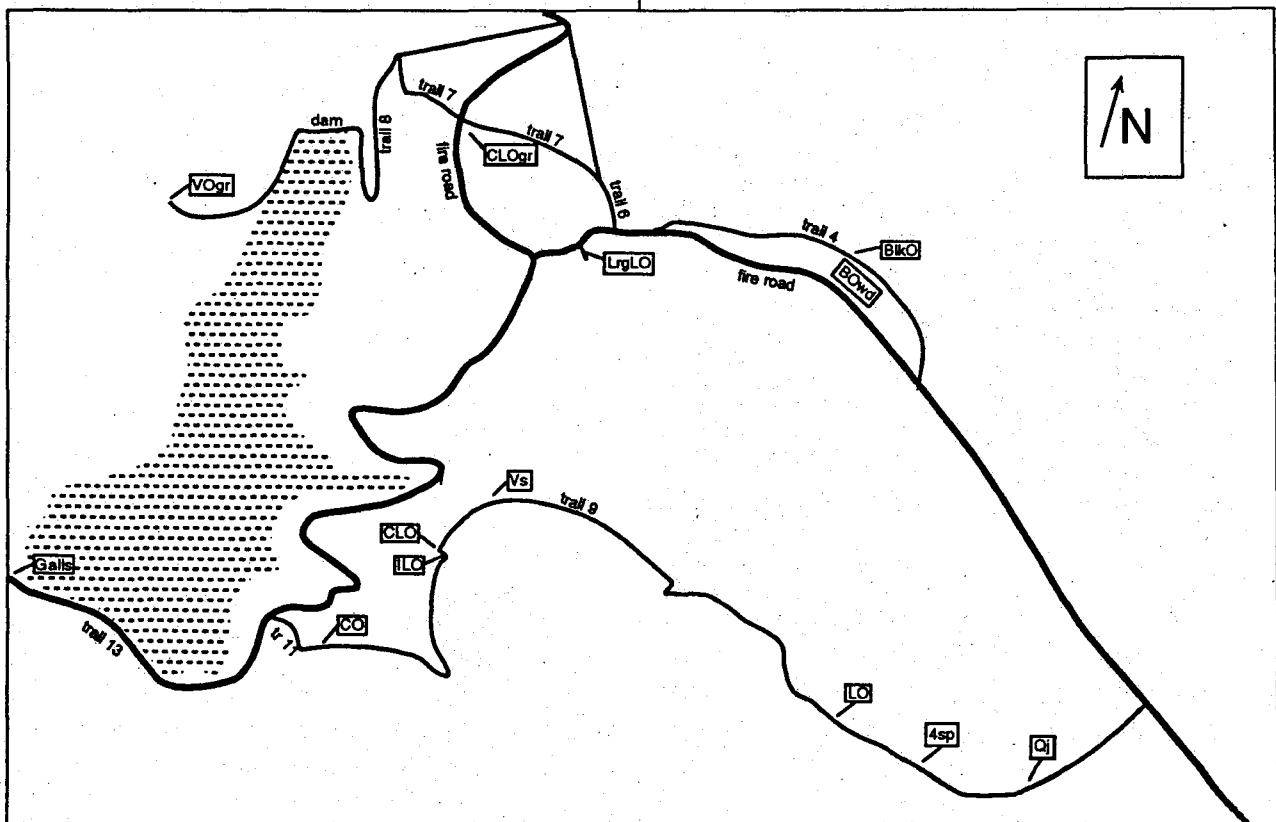 N
trail 7
dam
trail 8
trail 7
CLOgr
fire road
VOgr
trail 6
trail 4
BlkO
LrgLO
BOwd
fire road
Vs
trail 9
CLO
ILO
Galls
CO
tr 11
trail 13
LO
4sp
Qj